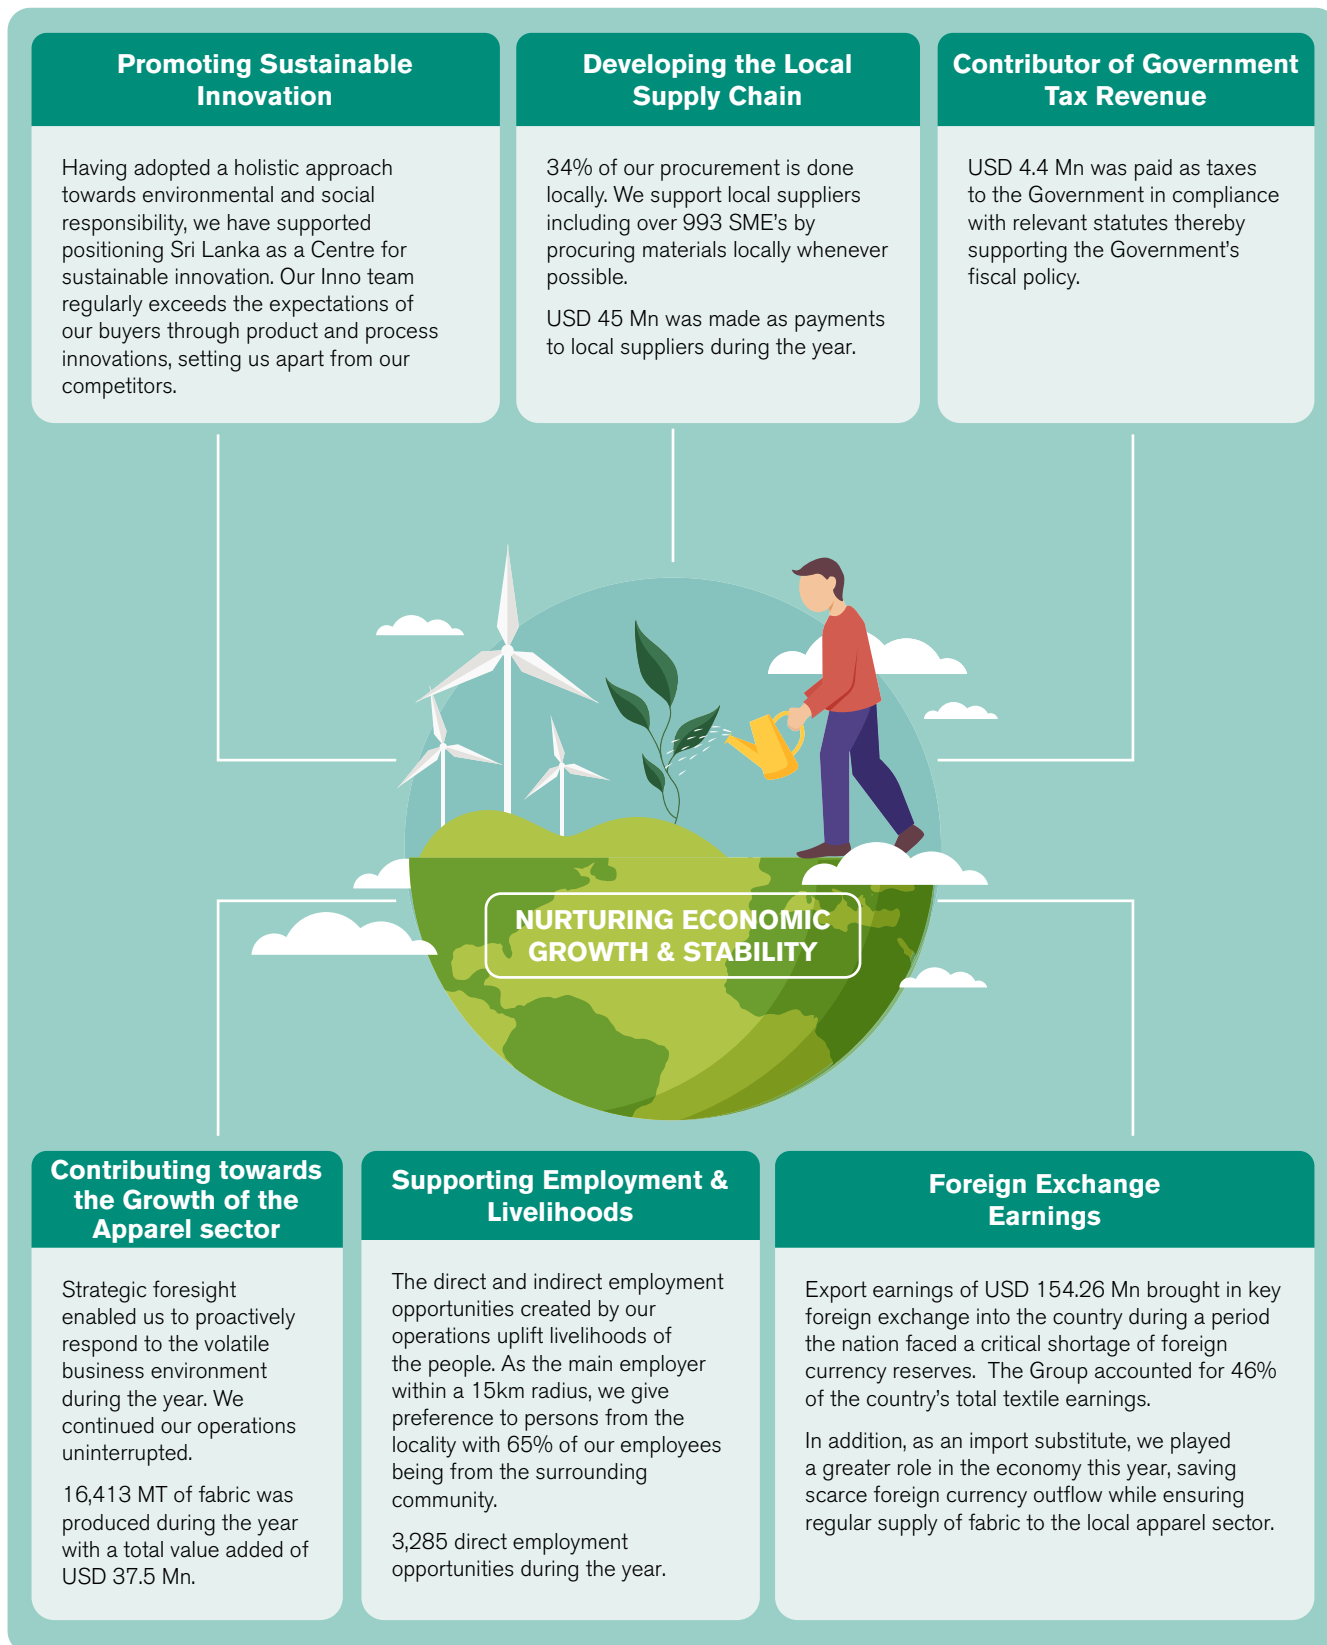 Promoting Sustainable
Innovation
Having adopted a holistic approach
towards environmental and social
responsibility, we have supported
positioning Sri Lanka as a Centre for
sustainable innovation. Our Inno team
regularly exceeds the expectations of
our buyers through product and process
innovations, setting us apart from our
competitors.
Developing the Local
Supply Chain
34% of our procurement is done
locally. We support local suppliers
including over 993 SME's by
procuring materials locally whenever
possible.
USD 45 Mn was made as payments
to local suppliers during the year.
Contributor of Government
Tax Revenue
USD 4.4 Mn was paid as taxes
to the Government in compliance
with relevant statutes thereby
supporting the Government's
fiscal policy.
NURTURING ECONOMIC
GROWTH & STABILITY
Contributing towards
the Growth of the
Apparel sector
Strategic foresight
enabled us to proactively
respond to the volatile
business environment
during the year. We
continued our operations
uninterrupted.
16,413 MT of fabric was
produced during the year
with a total value added of
USD 37.5 Mn.
Supporting Employment &
Livelihoods
The direct and indirect employment
opportunities created by our
operations uplift livelihoods of
the people. As the main employer
within a 15km radius, we give
preference to persons from the
locality with 65% of our employees
being from the surrounding
community.
3,285 direct employment
opportunities during the year.
Foreign Exchange
Earnings
Export earnings of USD 154.26 Mn brought in key
foreign exchange into the country during a period
the nation faced a critical shortage of foreign
currency reserves.  The Group accounted for 46%
of the country's total textile earnings.
In addition, as an import substitute, we played
a greater role in the economy this year, saving
scarce foreign currency outflow while ensuring
regular supply of fabric to the local apparel sector.